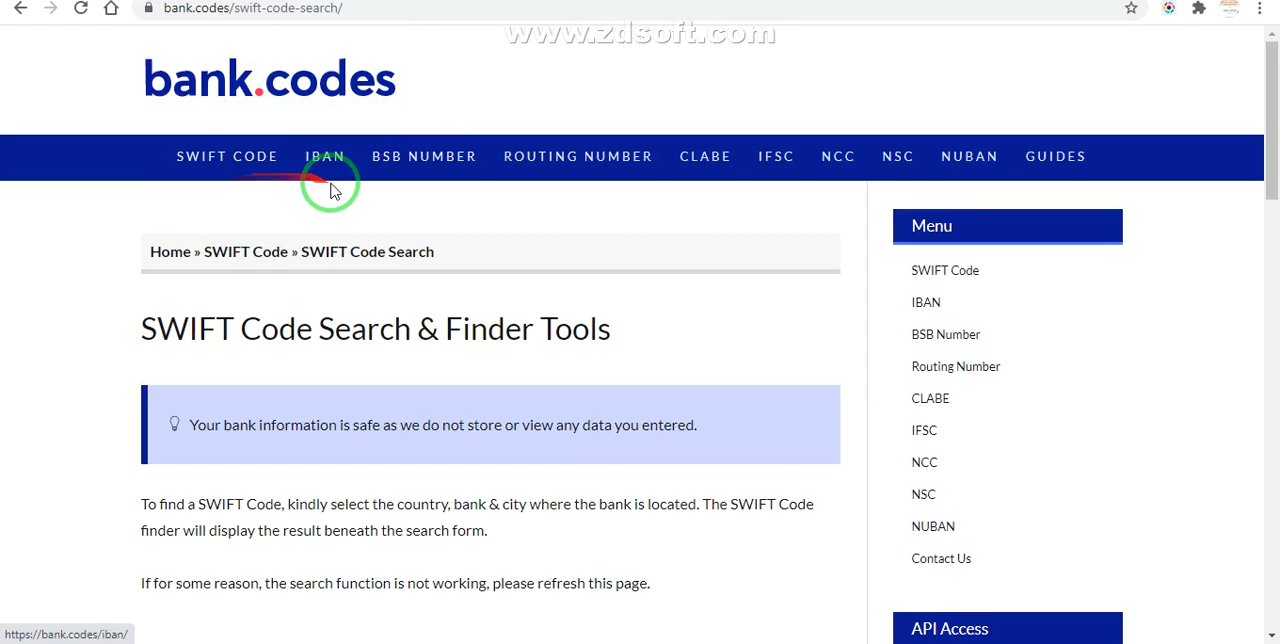 bank.codes/swift-code-search/
www.zdsoft.com
bank.codes
SWIFT CODE IBAN BSB NUMBER ROUTING NUMBER CLABE IFSC NCC NSC NUBAN GUIDES
Home » SWIFT Code » SWIFT Code Search
SWIFT Code Search & Finder Tools
Your bank information is safe as we do not store or view any data you entered.
To find a SWIFT Code, kindly select the country, bank & city where the bank is located. The SWIFT Code
finder will display the result beneath the search form.
If for some reason, the search function is not working, please refresh this page.
Menu
SWIFT Code
IBAN
BSB Number
Routing Number
CLABE
IFSC
NCC
NSC
NUBAN
Contact Us
API Access
https://bank.codes/iban/